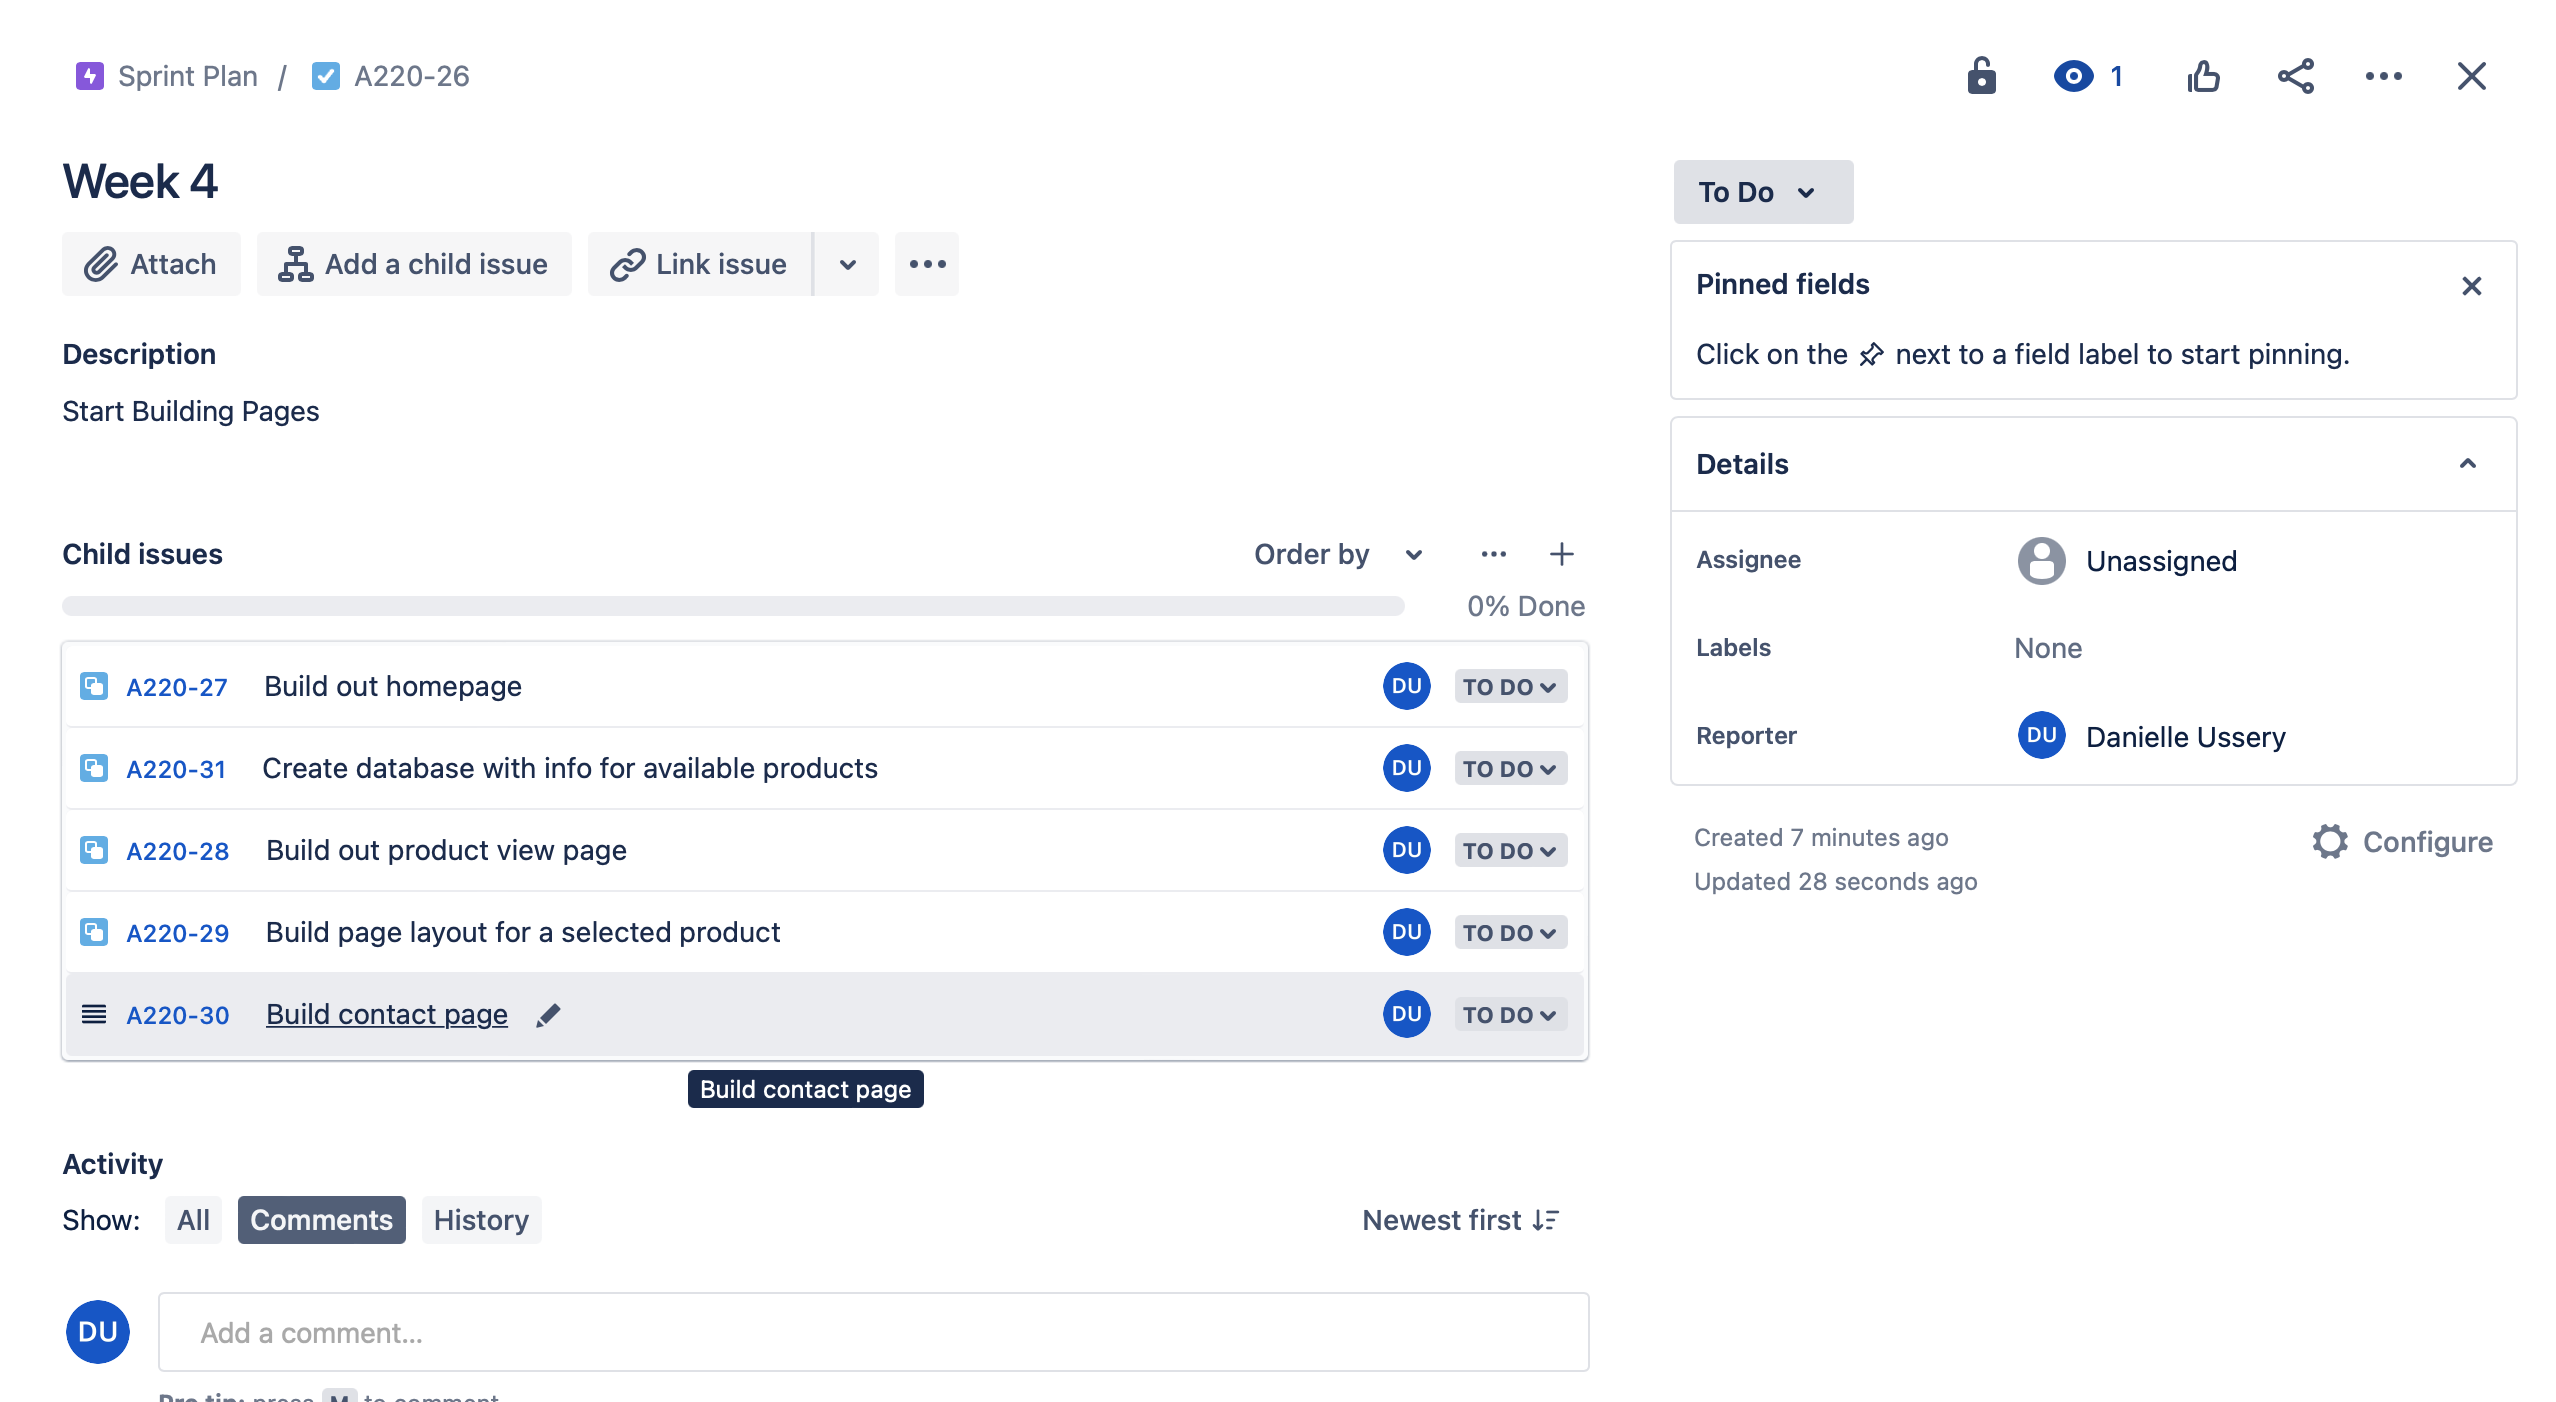 Sprint Plan / A220-26
1
Week 4
To Do
Attach Add a child issue Link issue
Pinned fields
Click on the next to a field label to start pinning.
Description
Start Building Pages
Details
Assignee Unassigned
Labels None
Reporter DU Danielle Ussery
Created 7 minutes ago
Updated 28 seconds ago
Configure
Child issues Order by
0% Done
A220-27 Build out homepage DU TO DO
A220-31 Create database with info for available products DU TO DO
A220-28 Build out product view page DU TO DO
A220-29 Build page layout for a selected product DU TO DO
A220-30 Build contact page DU TO DO
Build contact page
Activity
Show: All Comments History Newest first
DU Add a comment...
Pro tip: press M to comment